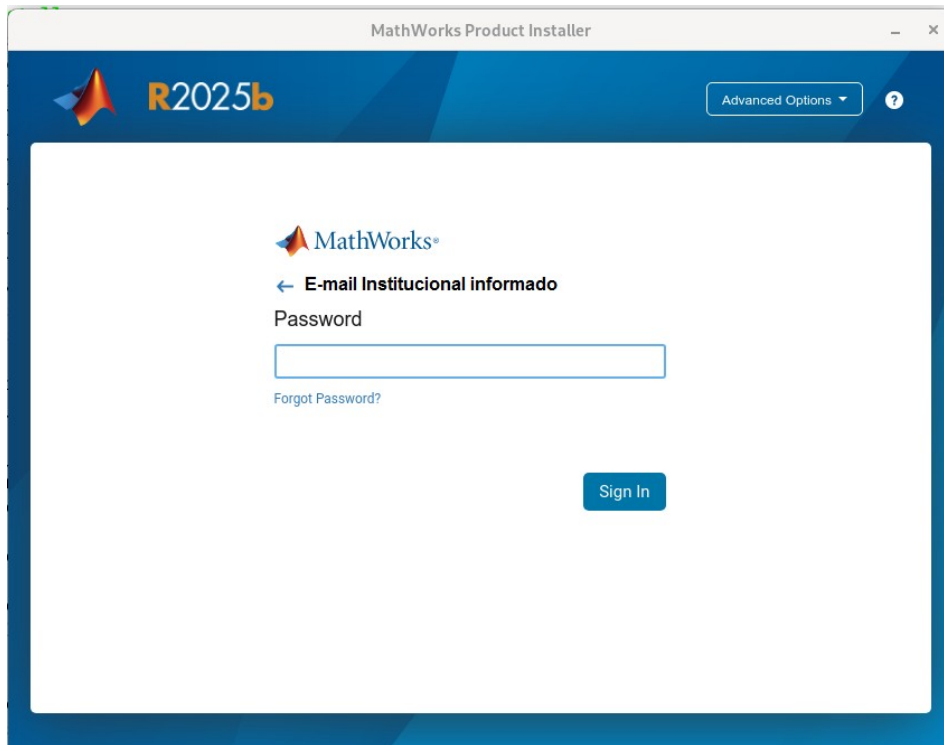 MathWorks Product Installer
R2025b
Advanced Options
?
MathWorks®
← E-mail Institucional informado
Password
Forgot Password?
Sign In